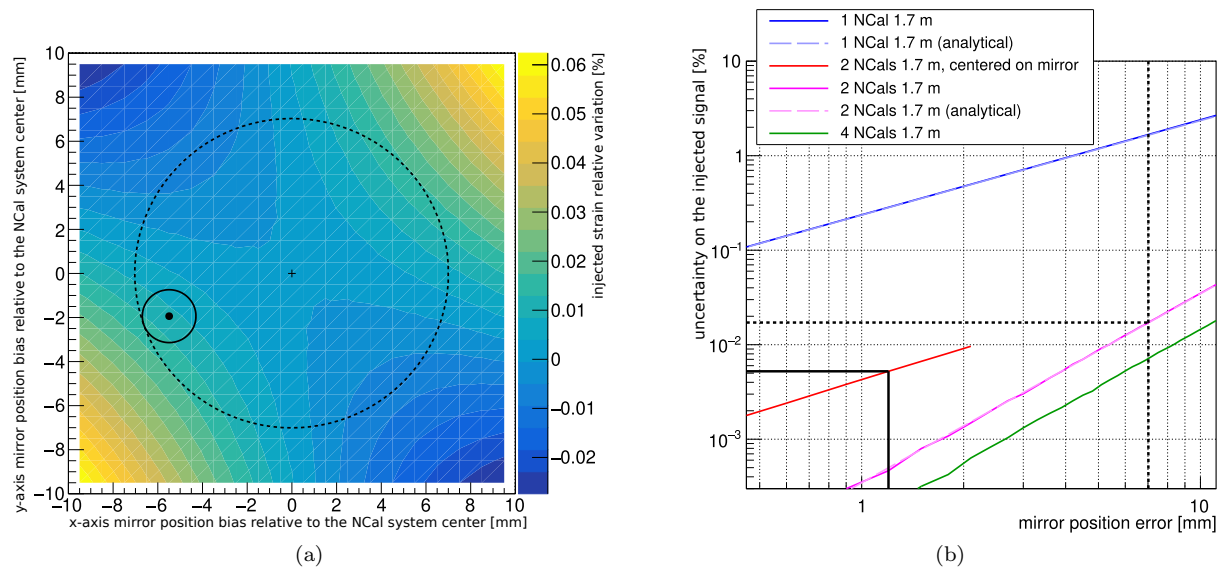 y-axis mirror position bias relative to the NCal system center [mm]
10
8
6
4
2
0
−2
−4
−6
−8
−10
−10 −8 −6 −4 −2 0 2 4 6 8 10
x-axis mirror position bias relative to the NCal system center [mm]
0.06
0.05
0.04
0.03
0.02
0.01
0
−0.01
−0.02
injected strain relative variation [%]
(a)
1 NCal 1.7 m
1 NCal 1.7 m (analytical)
2 NCals 1.7 m, centered on mirror
2 NCals 1.7 m
2 NCals 1.7 m (analytical)
4 NCals 1.7 m
uncertainty on the injected signal [%]
10
1
10⁻¹
10⁻²
10⁻³
1 10
mirror position error [mm]
(b)